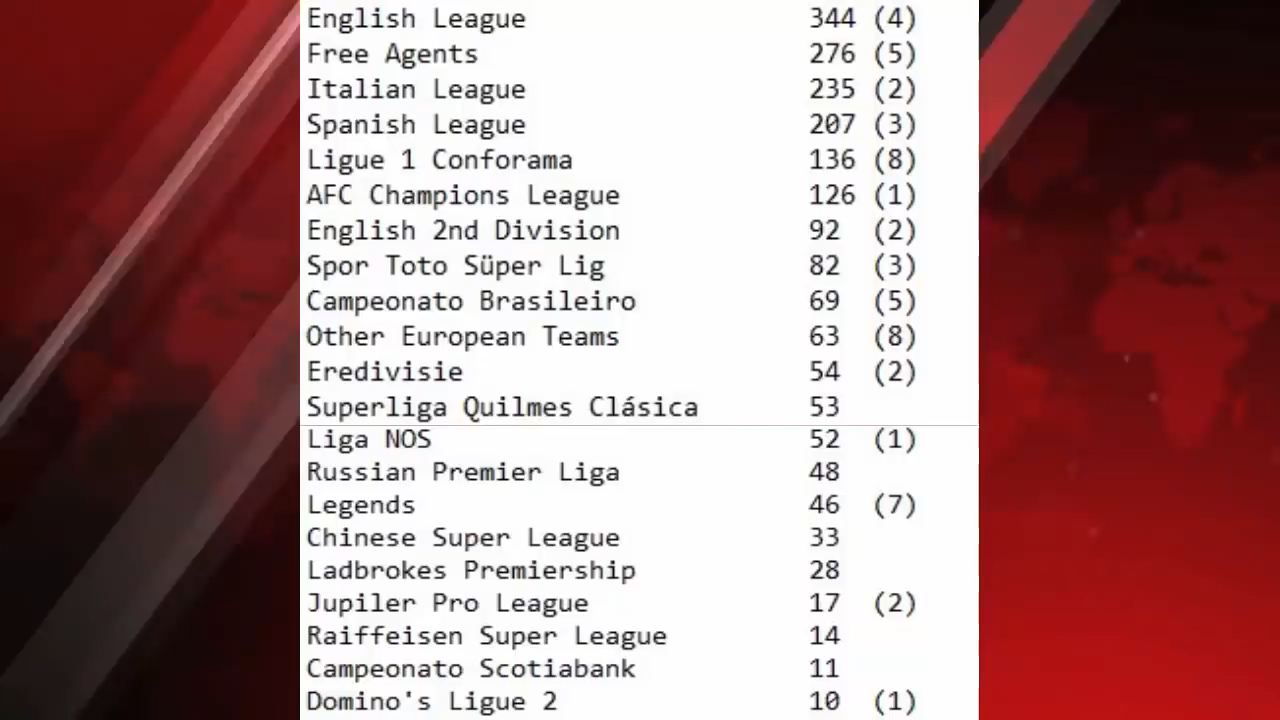 English League 344 (4)
Free Agents 276 (5)
Italian League 235 (2)
Spanish League 207 (3)
Ligue 1 Conforama 136 (8)
AFC Champions League 126 (1)
English 2nd Division 92 (2)
Spor Toto Süper Lig 82 (3)
Campeonato Brasileiro 69 (5)
Other European Teams 63 (8)
Eredivisie 54 (2)
Superliga Quilmes Clásica 53
Liga NOS 52 (1)
Russian Premier Liga 48
Legends 46 (7)
Chinese Super League 33
Ladbrokes Premiership 28
Jupiler Pro League 17 (2)
Raiffeisen Super League 14
Campeonato Scotiabank 11
Domino's Ligue 2 10 (1)